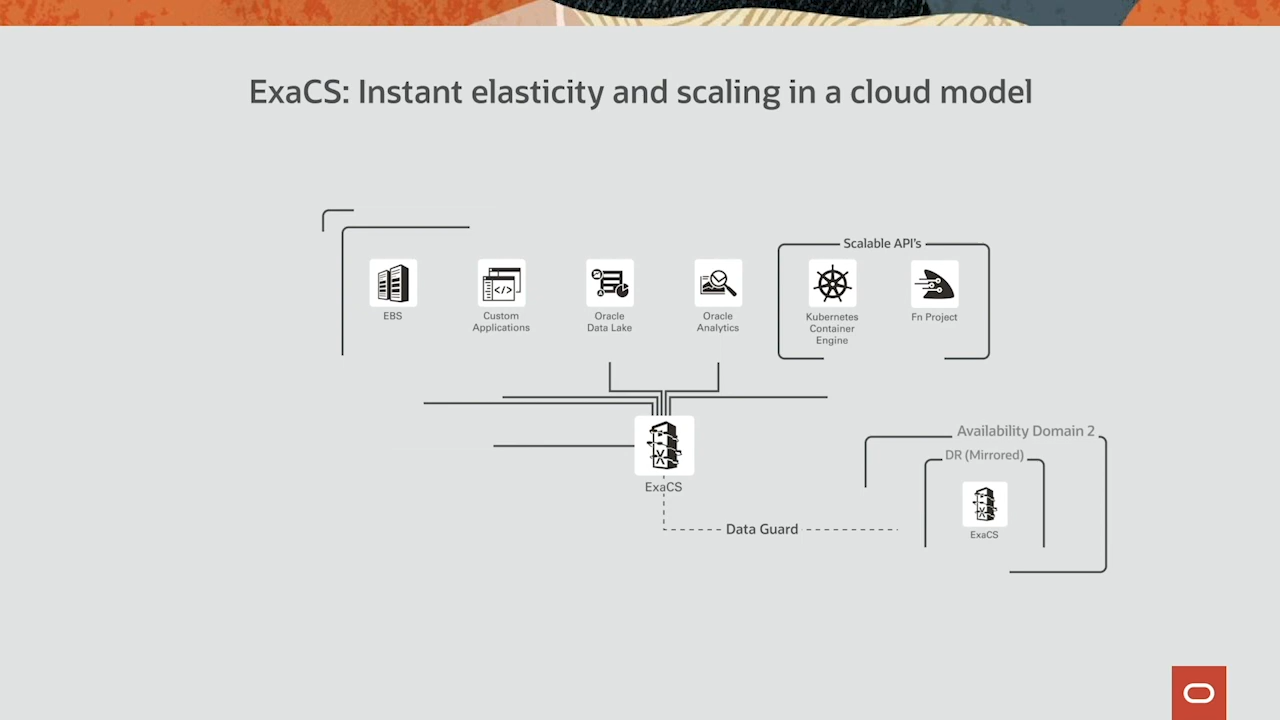 ExaCS: Instant elasticity and scaling in a cloud model
Scalable API's
EBS
Custom
Applications
Oracle
Data Lake
Oracle
Analytics
Kubernetes
Container
Engine
Fn Project
ExaCS
Data Guard
Availability Domain 2
DR (Mirrored)
ExaCS